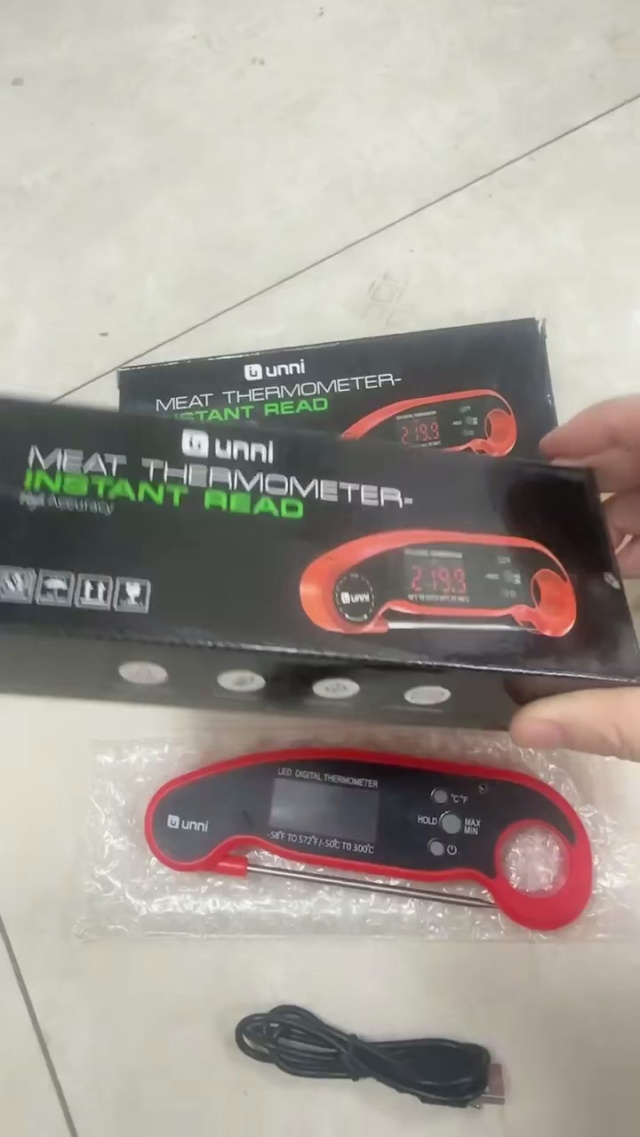 unni
MEAT THERMOMETER-
INSTANT READ
219.9
unni
MEAT THERMOMETER-
INSTANT READ
High Accuracy
219.9
unni
LED DIGITAL THERMOMETER
°C°F
HOLD
MAX
MIN
unni
-58°F TO 572°F/-50°C TO 300°C